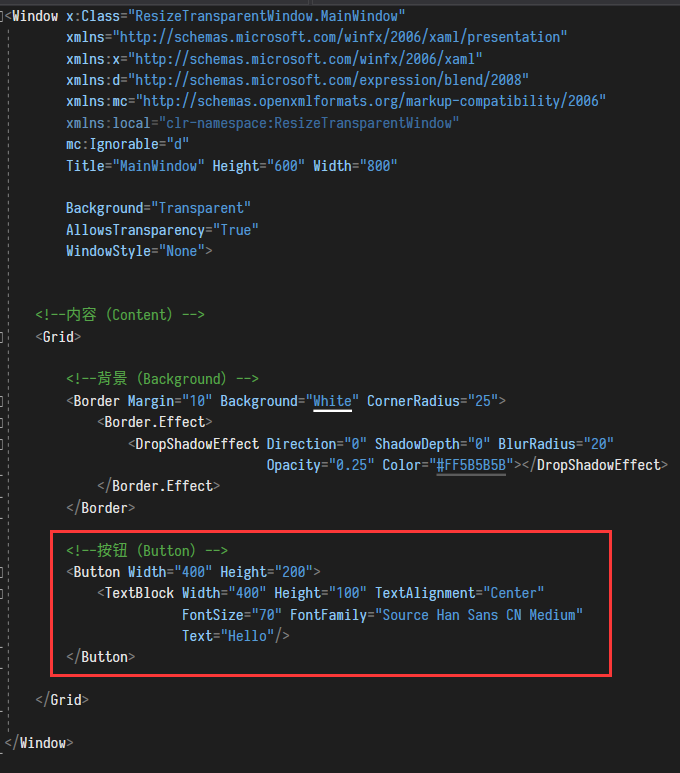 <Window x:Class="ResizeTransparentWindow.MainWindow"
xmlns="http://schemas.microsoft.com/winfx/2006/xaml/presentation"
xmlns:x="http://schemas.microsoft.com/winfx/2006/xaml"
xmlns:d="http://schemas.microsoft.com/expression/blend/2008"
xmlns:mc="http://schemas.openxmlformats.org/markup-compatibility/2006"
xmlns:local="clr-namespace:ResizeTransparentWindow"
mc:Ignorable="d"
Title="MainWindow" Height="600" Width="800"
Background="Transparent"
AllowsTransparency="True"
WindowStyle="None">
<!--内容（Content）-->
<Grid>
<!--背景（Background）-->
<Border Margin="10" Background="White" CornerRadius="25">
<Border.Effect>
<DropShadowEffect Direction="0" ShadowDepth="0" BlurRadius="20"
Opacity="0.25" Color="#FF5B5B5B"></DropShadowEffect>
</Border.Effect>
</Border>
<!--按钮（Button）-->
<Button Width="400" Height="200">
<TextBlock Width="400" Height="100" TextAlignment="Center"
FontSize="70" FontFamily="Source Han Sans CN Medium"
Text="Hello"/>
</Button>
</Grid>
</Window>